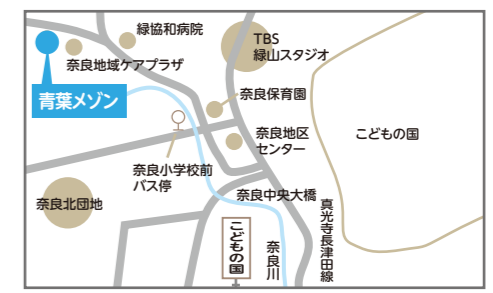 緑協和病院
TBS
緑山スタジオ
奈良地域ケアプラザ
青葉メゾン
奈良保育園
奈良地区
センター
こどもの国
奈良小学校前
バス停
奈良北団地
奈良中央大橋
こどもの国
奈良川
真光寺長津田線